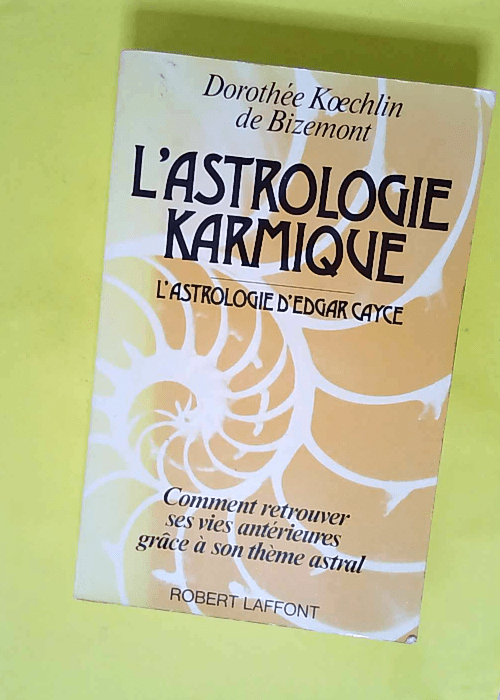 Dorothée Kœchlin
de Bizemont
L'ASTROLOGIE
KARMIQUE
L'ASTROLOGIE D'EDGAR CAYCE
Comment retrouver
ses vies antérieures
grâce à son thème astral
ROBERT LAFFONT